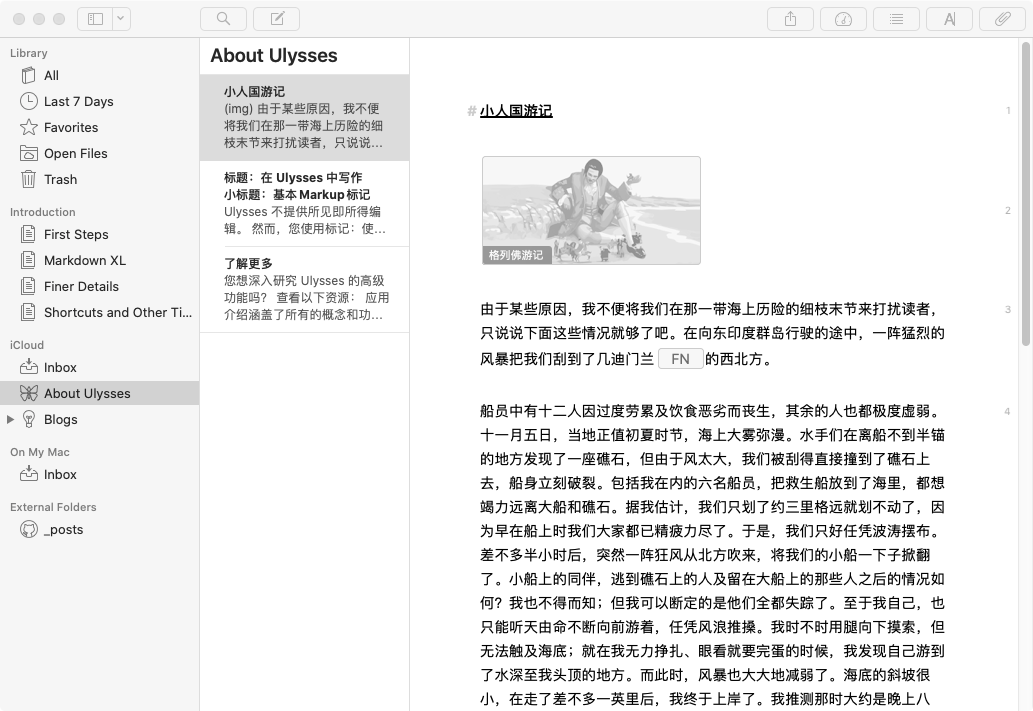 Library
All
Last 7 Days
Favorites
Open Files
Trash
Introduction
First Steps
Markdown XL
Finer Details
Shortcuts and Other Ti...
iCloud
Inbox
About Ulysses
Blogs
On My Mac
Inbox
External Folders
_posts
About Ulysses
小人国游记
(img) 由于某些原因，我不便
将我们在那一带海上历险的细
枝末节来打扰读者，只说说...
标题：在 Ulysses 中写作
小标题：基本 Markup 标记
Ulysses 不提供所见即所得编
辑。 然而，您使用标记：使...
了解更多
您想深入研究 Ulysses 的高级
功能吗？ 查看以下资源： 应用
介绍涵盖了所有的概念和功...
A
# 小人国游记
1
格列佛游记
2
由于某些原因，我不便将我们在那一带海上历险的细枝末节来打扰读者，
3
只说说下面这些情况就够了吧。在向东印度群岛行驶的途中，一阵猛烈的
风暴把我们刮到了几迪门兰 FN 的西北方。
船员中有十二人因过度劳累及饮食恶劣而丧生，其余的人也都极度虚弱。
4
十一月五日，当地正值初夏时节，海上大雾弥漫。水手们在离船不到半锚
的地方发现了一座礁石，但由于风太大，我们被刮得直接撞到了礁石上
去，船身立刻破裂。包括我在内的六名船员，把救生船放到了海里，都想
竭力远离大船和礁石。据我估计，我们只划了约三里格远就划不动了，因
为早在船上时我们大家都已精疲力尽了。于是，我们只好任凭波涛摆布。
差不多半小时后，突然一阵狂风从北方吹来，将我们的小船一下子掀翻
了。小船上的同伴，逃到礁石上的人及留在大船上的那些人之后的情况如
何？我也不得而知；但我可以断定的是他们全都失踪了。至于我自己，也
只能听天由命不断向前游着，任凭风浪推搡。我时不时用腿向下摸索，但
无法触及海底；就在我无力挣扎、眼看就要完蛋的时候，我发现自己游到
了水深至我头顶的地方。而此时，风暴也大大地减弱了。海底的斜坡很
小，在走了差不多一英里后，我终于上岸了。我推测那时大约是晚上八